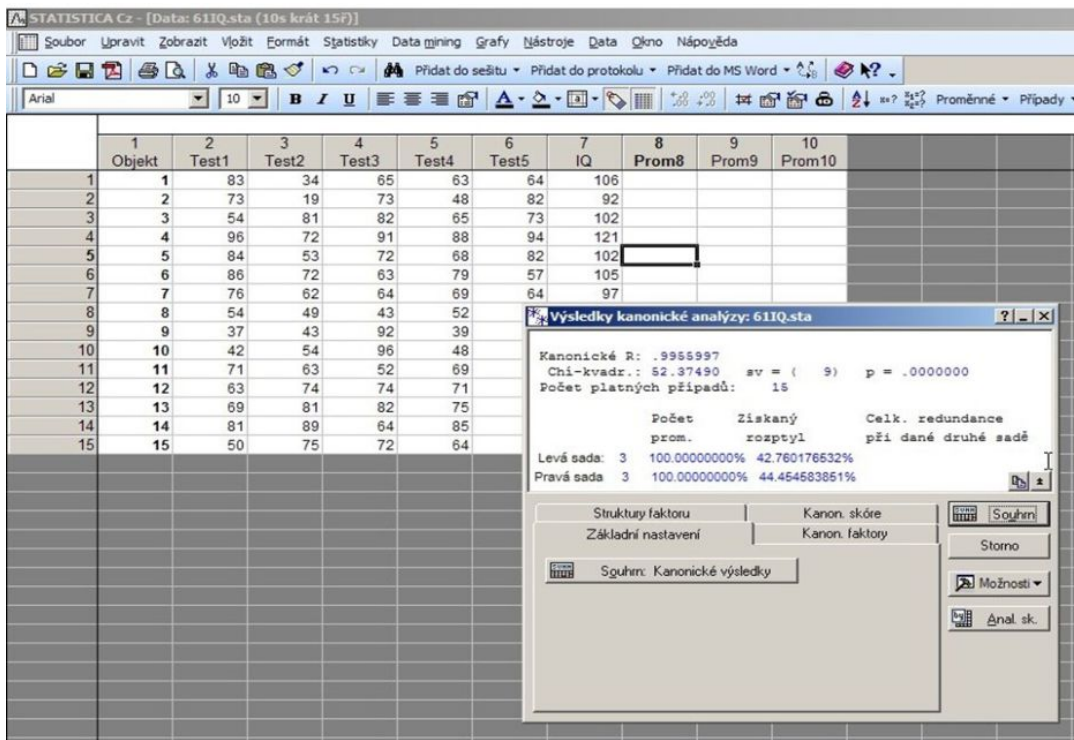 STATISTICA Cz - [Data: 61IQ.sta (10s krát 15ř)]
Soubor Upravit Zobrazit Vložit Formát Statistiky Data mining Grafy Nástroje Data Okno Nápověda
Přidat do sešitu Přidat do protokolu Přidat do MS Word
Arial 10 B I U A Proměnné Případy
1 2 3 4 5 6 7 8 9 10
Objekt Test1 Test2 Test3 Test4 Test5 IQ Prom8 Prom9 Prom10
1 1 83 34 65 63 64 106
2 2 73 19 73 48 82 92
3 3 54 81 82 65 73 102
4 4 96 72 91 88 94 121
5 5 84 53 72 68 82 102
6 6 86 72 63 79 57 105
7 7 76 62 64 69 64 97
8 8 54 49 43 52
9 9 37 43 92 39
10 10 42 54 96 48
11 11 71 63 52 69
12 12 63 74 74 71
13 13 69 81 82 75
14 14 81 89 64 85
15 15 50 75 72 64
Výsledky kanonické analýzy: 61IQ.sta
Kanonické R: .9955997
Chi-kvadr.: 52.37490 sv = ( 9) p = .0000000
Počet platných případů: 15
Počet Získaný Celk. redundance
prom. rozptyl při dané druhé sadě
Levá sada: 3 100.00000000% 42.760176532%
Pravá sada 3 100.00000000% 44.454583851%
Struktury faktoru Kanon. skóre
Základní nastavení Kanon. faktory
Souhrn: Kanonické výsledky
Souhrn
Storno
Možnosti
Anal. sk.